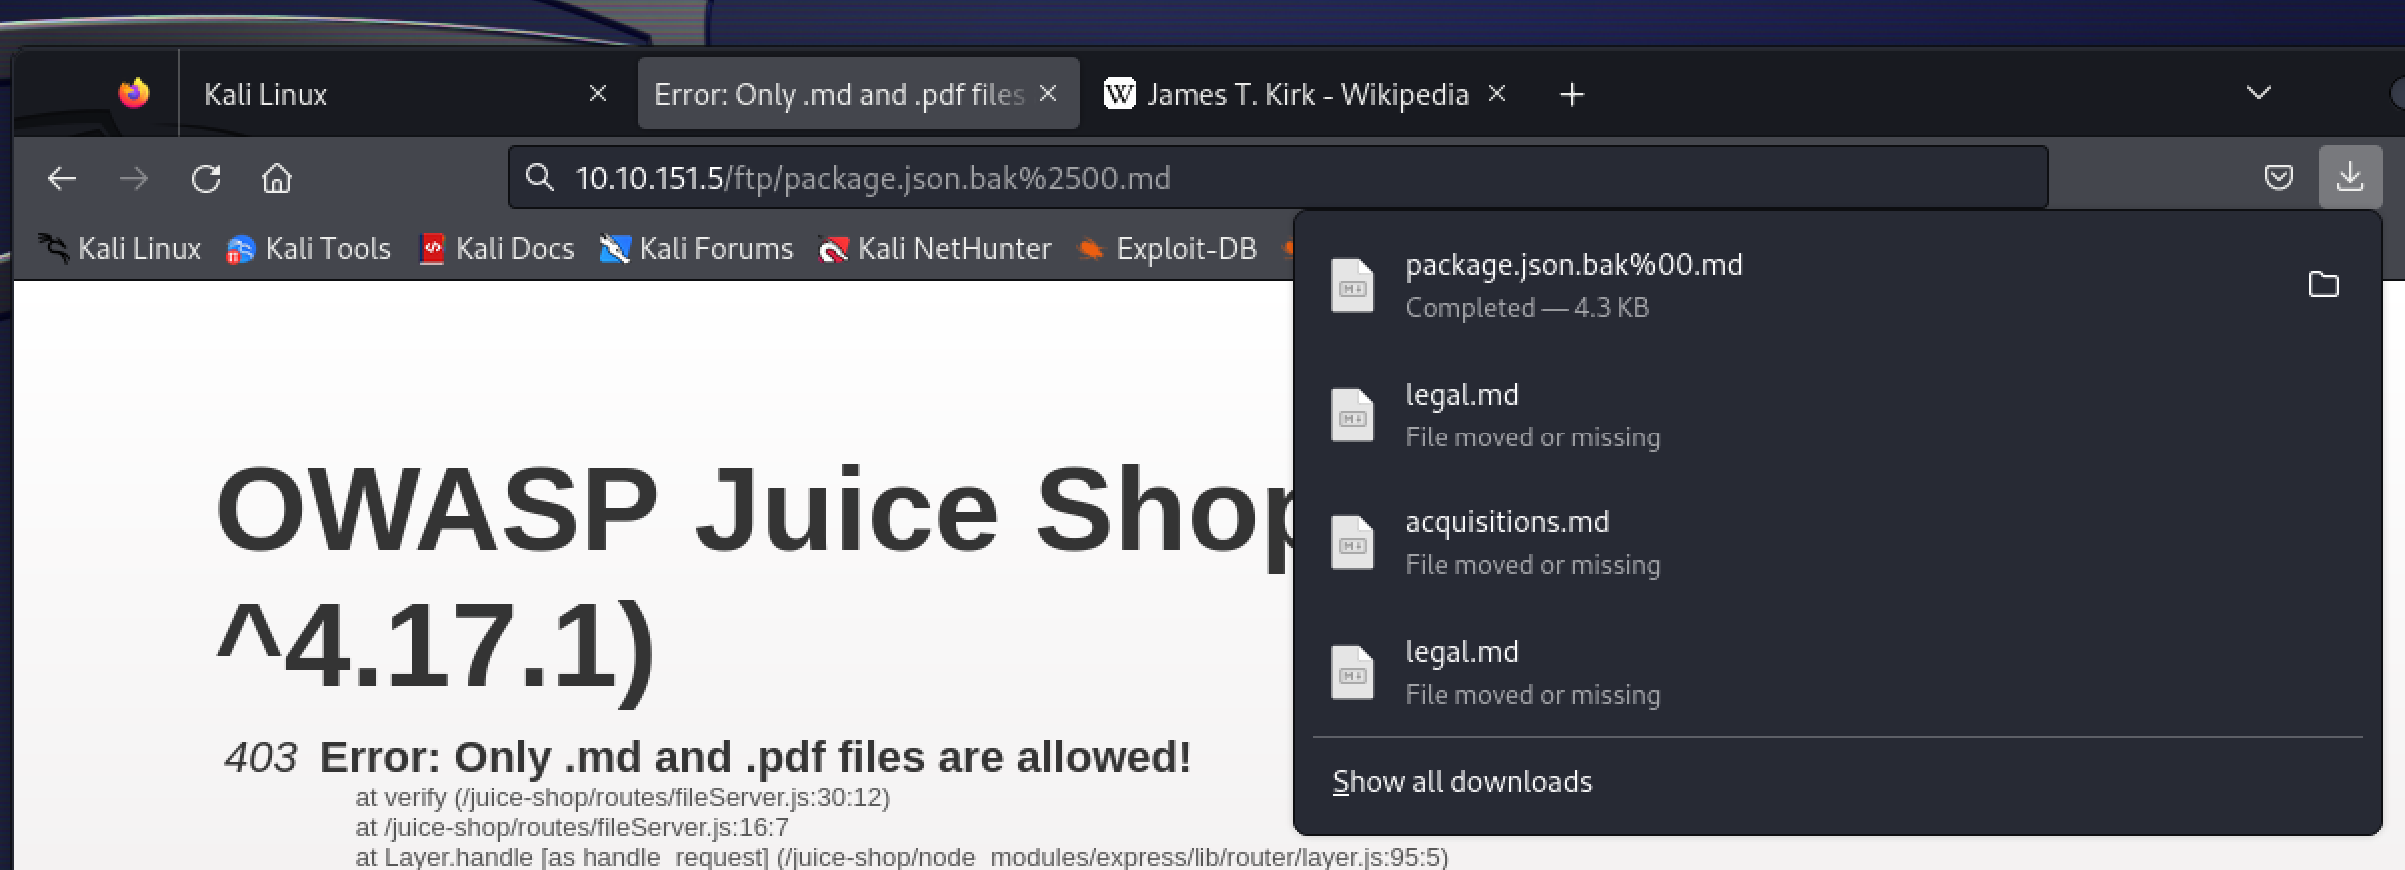 Kali Linux
Error: Only .md and .pdf files
James T. Kirk - Wikipedia
10.10.151.5/ftp/package.json.bak%2500.md
Kali Linux
Kali Tools
Kali Docs
Kali Forums
Kali NetHunter
Exploit-DB
package.json.bak%00.md
Completed — 4.3 KB
legal.md
File moved or missing
acquisitions.md
File moved or missing
legal.md
File moved or missing
Show all downloads
OWASP Juice Shop
^4.17.1)
403 Error: Only .md and .pdf files are allowed!
at verify (/juice-shop/routes/fileServer.js:30:12)
at /juice-shop/routes/fileServer.js:16:7
at Layer.handle [as handle_request] (/juice-shop/node_modules/express/lib/router/layer.js:95:5)